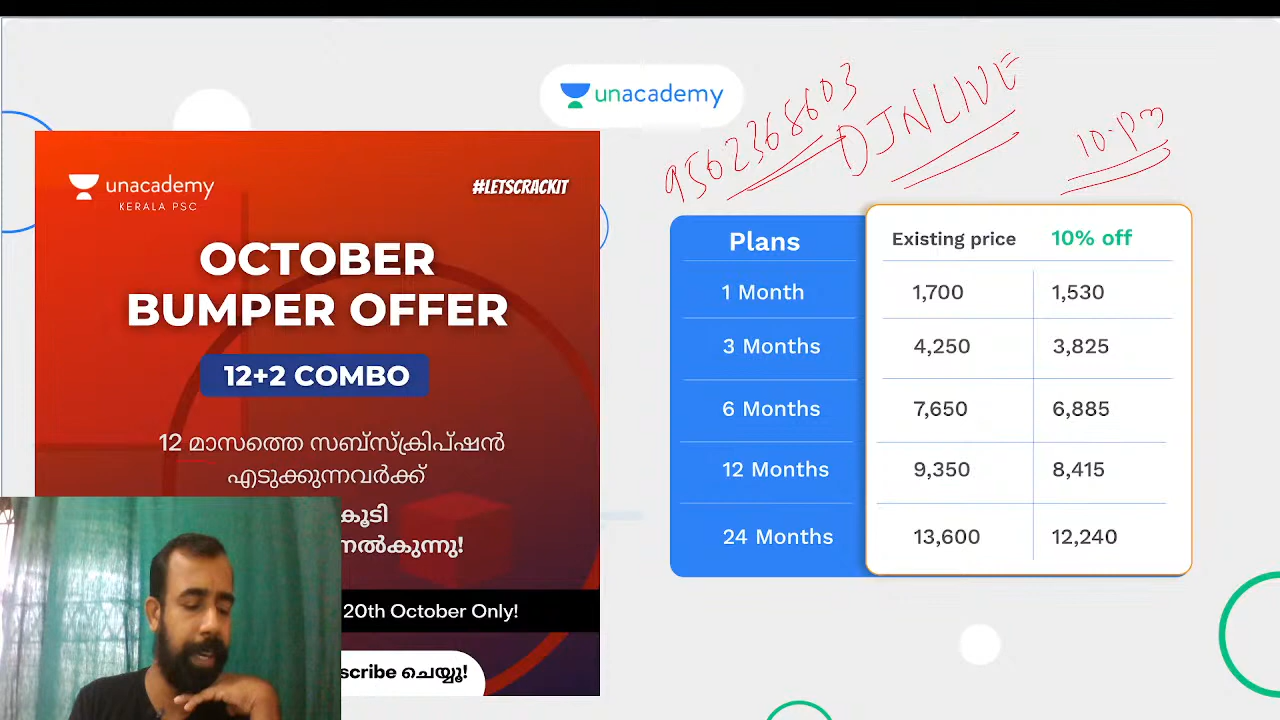 unacademy
9562368603 DJNLIVE 10.pm
unacademy
KERALA PSC
#LETSCRACKIT
OCTOBER
BUMPER OFFER
12+2 COMBO
12 മാസത്തെ സബ്സ്ക്രിപ്ഷൻ
എടുക്കുന്നവർക്ക്
കൂടി
നൽകുന്നു!
20th October Only!
scribe ചെയ്യൂ!
Plans Existing price 10% off
1 Month 1,700 1,530
3 Months 4,250 3,825
6 Months 7,650 6,885
12 Months 9,350 8,415
24 Months 13,600 12,240